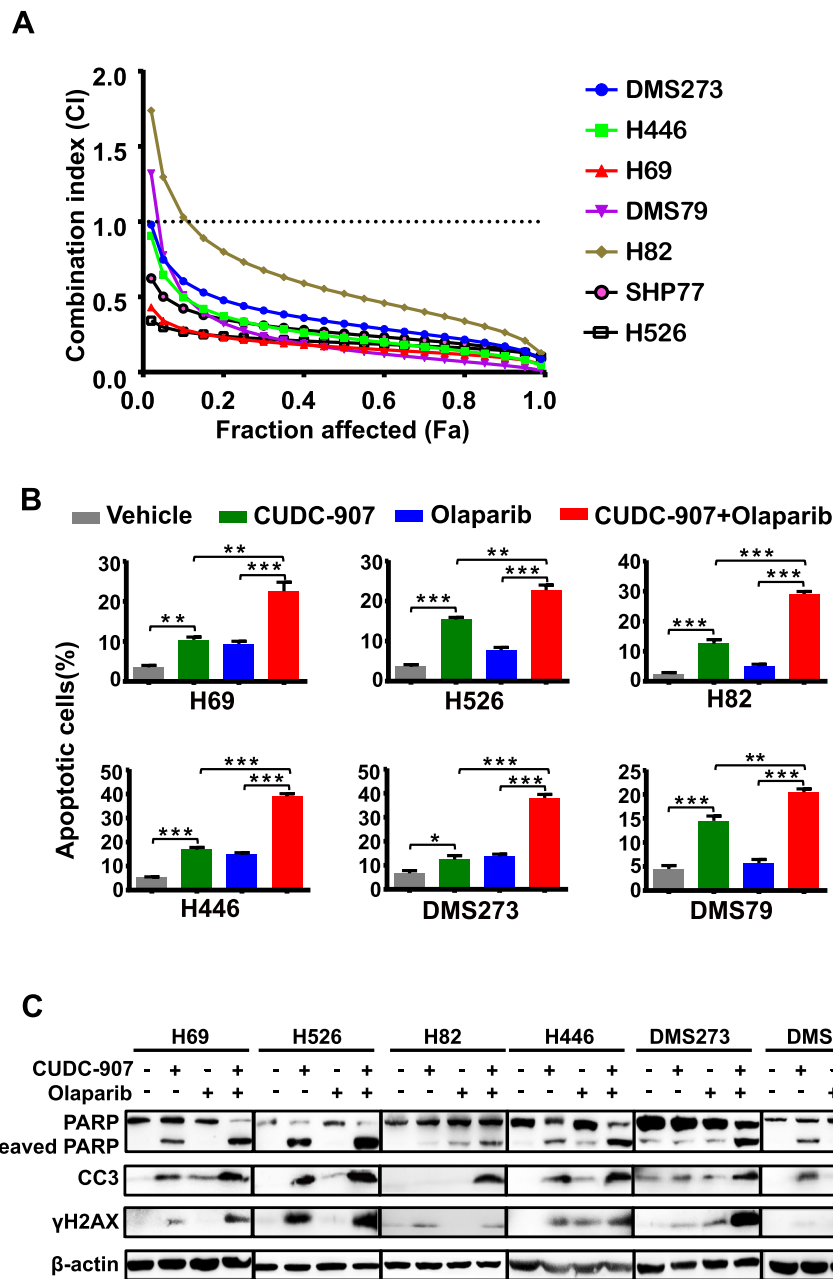 A
Combination index (CI)
2.0
1.5
1.0
0.5
0.0
0.0 0.2 0.4 0.6 0.8 1.0
Fraction affected (Fa)
DMS273
H446
H69
DMS79
H82
SHP77
H526
B
Vehicle CUDC-907 Olaparib CUDC-907+Olaparib
Apoptotic cells(%)
30
20
10
0
**
**
***
H69
30
20
10
0
***
**
***
H526
40
30
20
10
0
***
***
***
H82
50
40
30
20
10
0
***
***
***
H446
50
40
30
20
10
0
*
***
***
DMS273
25
20
15
10
5
0
***
**
***
DMS79
C
H69 H526 H82 H446 DMS273 DMS
CUDC-907 - + - + - + - + - + - + - + - + - + - + - + -
Olaparib - - + + - - + + - - + + - - + + - - + + - - +
PARP
eaved PARP
CC3
γH2AX
β-actin